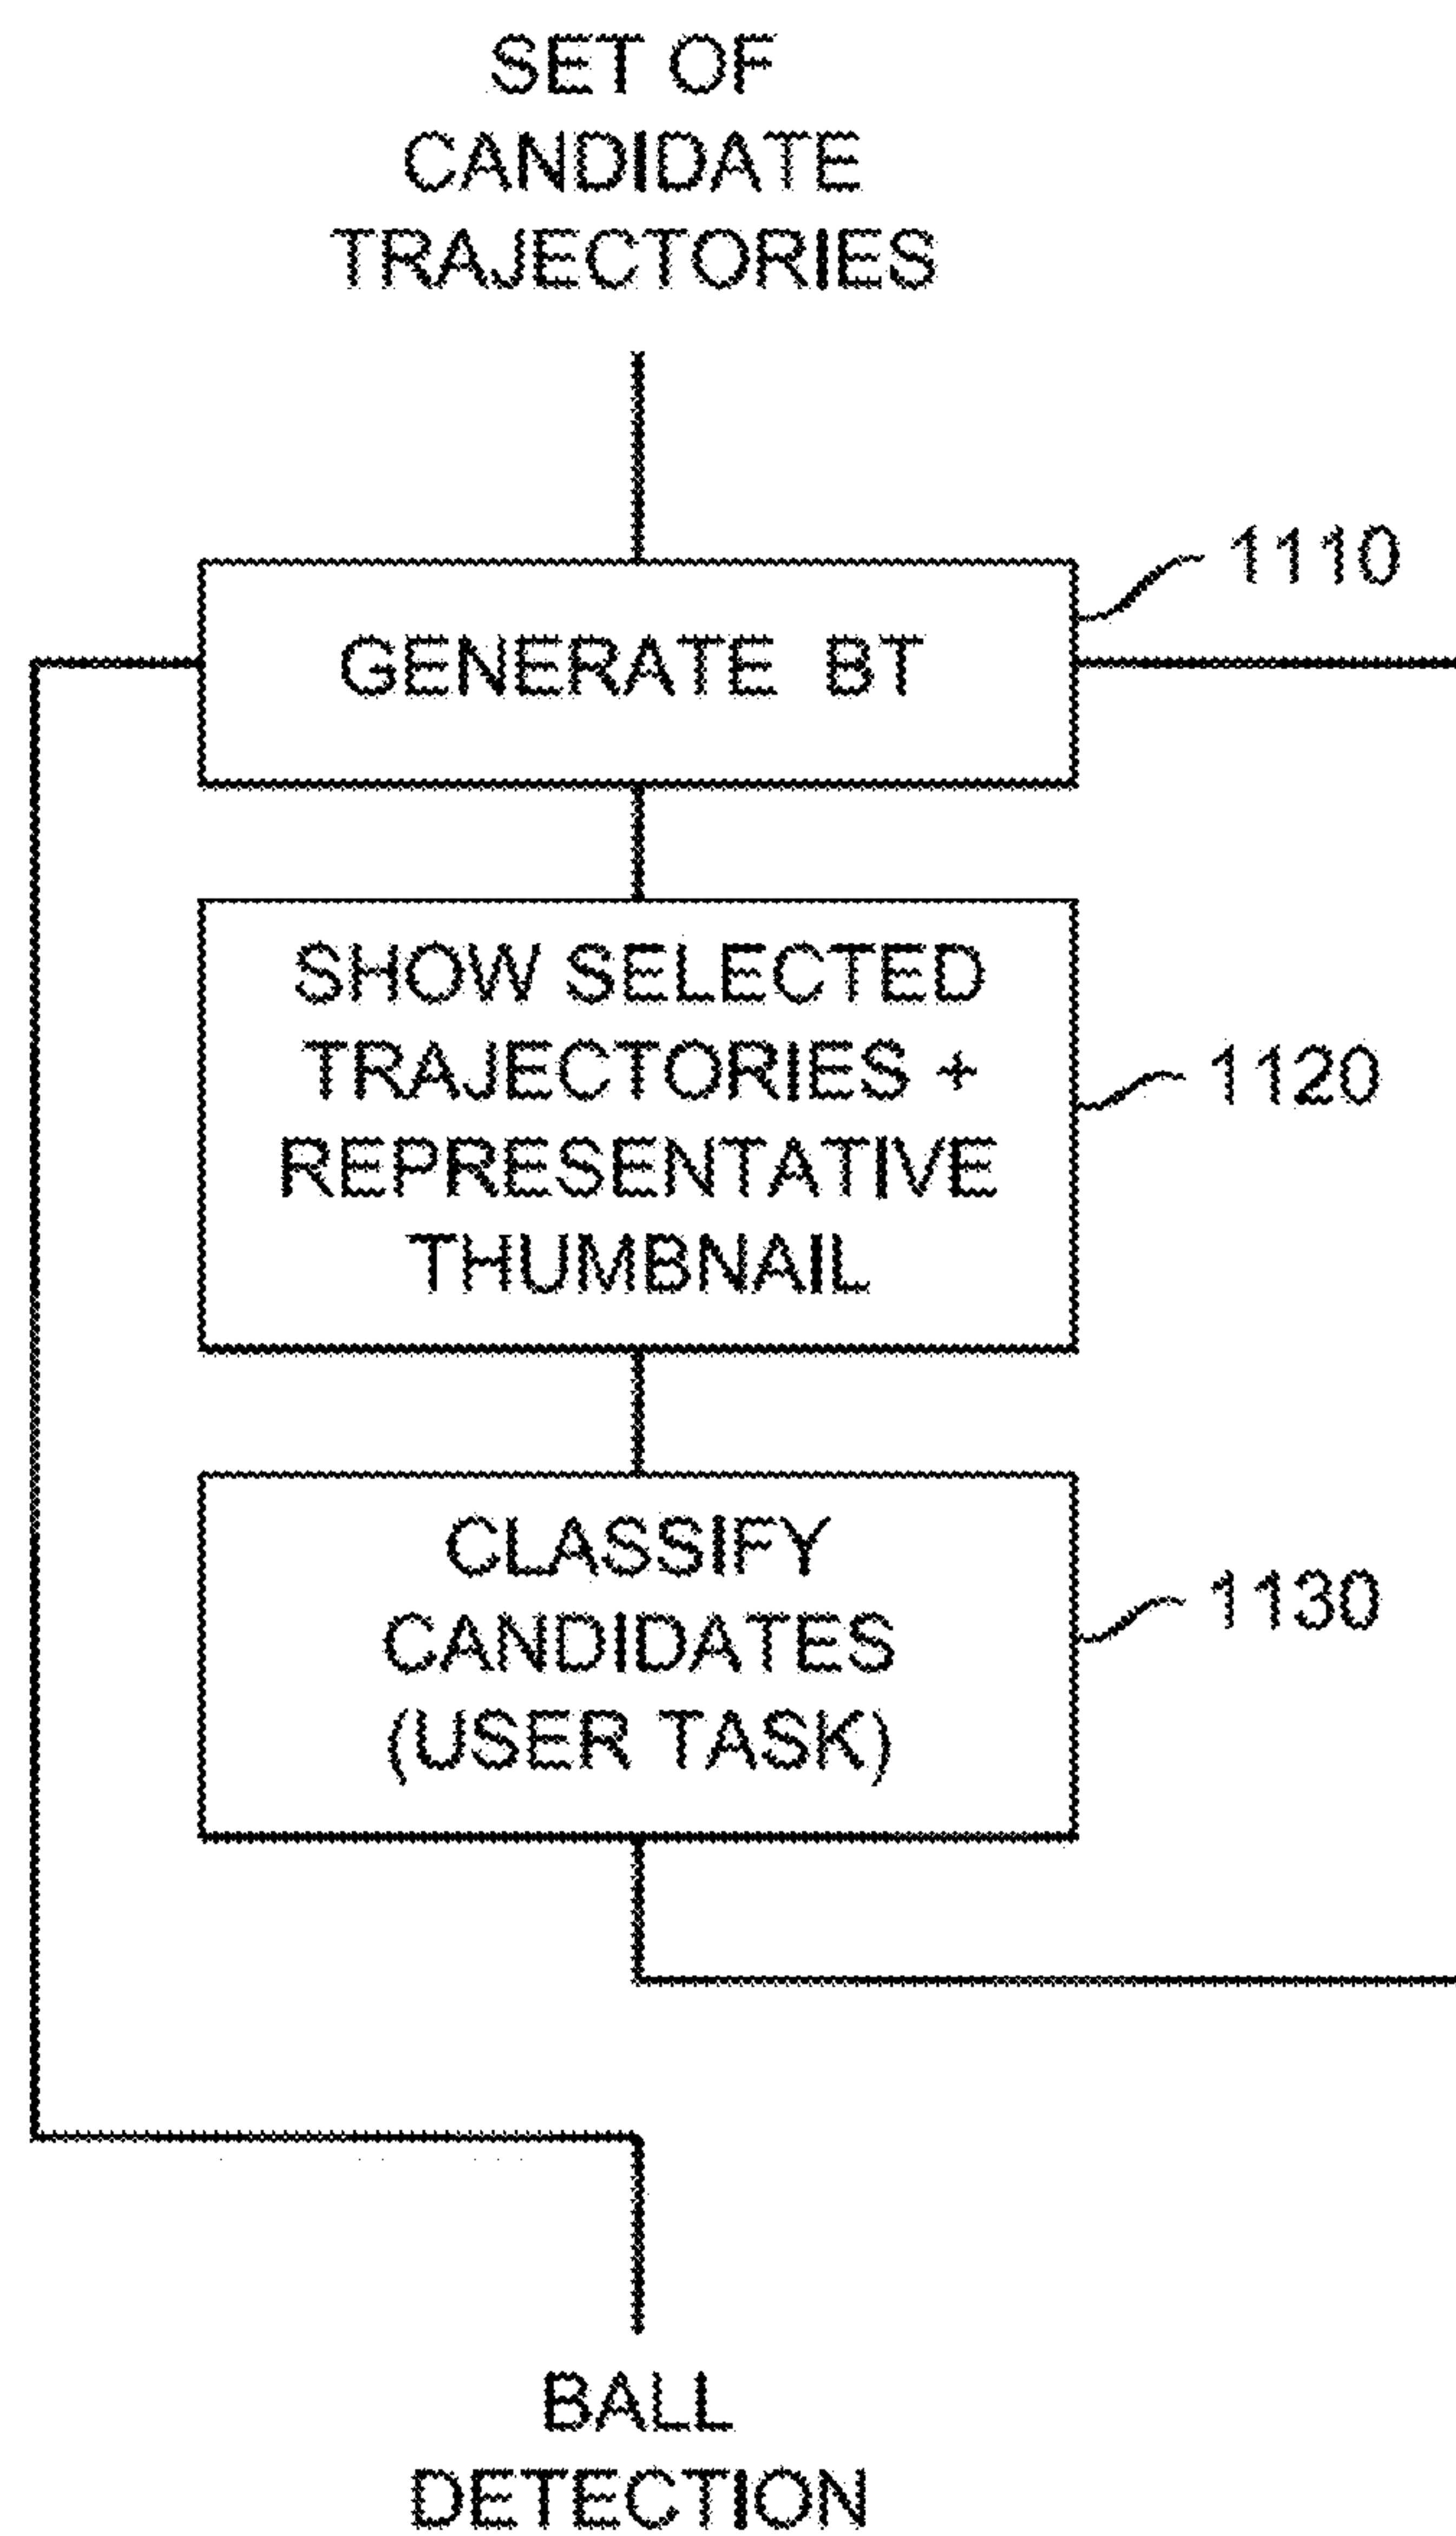 SET OF
CANDIDATE
TRAJECTORIES
1110
GENERATE BT
SHOW SELECTED
TRAJECTORIES +
REPRESENTATIVE
THUMBNAIL
1120
CLASSIFY
CANDIDATES
(USER TASK)
1130
BALL
DETECTION